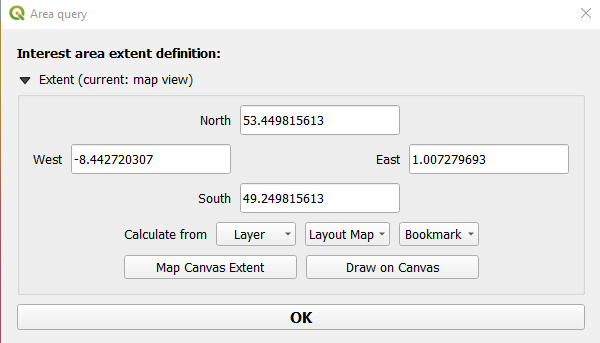 Area query
Interest area extent definition:
Extent (current: map view)
North 53.449815613
West -8.442720307 East 1.007279693
South 49.249815613
Calculate from Layer Layout Map Bookmark
Map Canvas Extent Draw on Canvas
OK